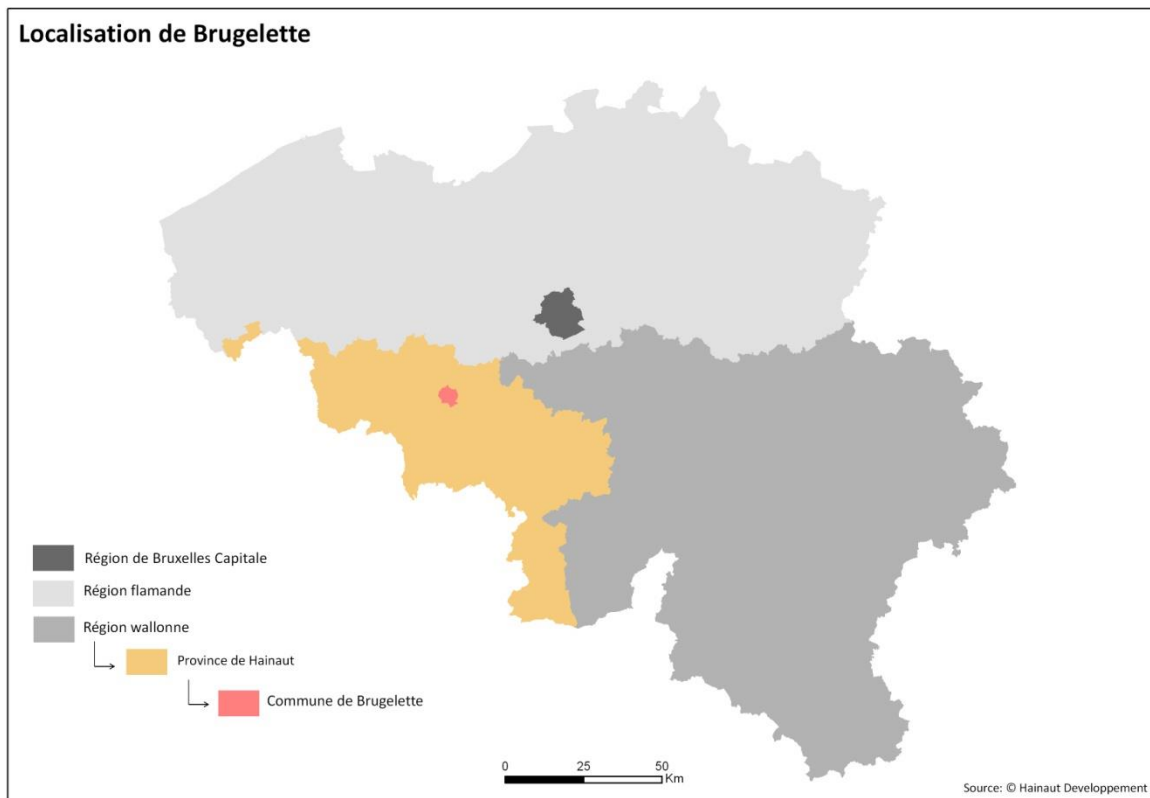 Localisation de Brugelette
Région de Bruxelles Capitale
Région flamande
Région wallonne
Province de Hainaut
Commune de Brugelette
0 25 50
Km
Source: © Hainaut Developpement